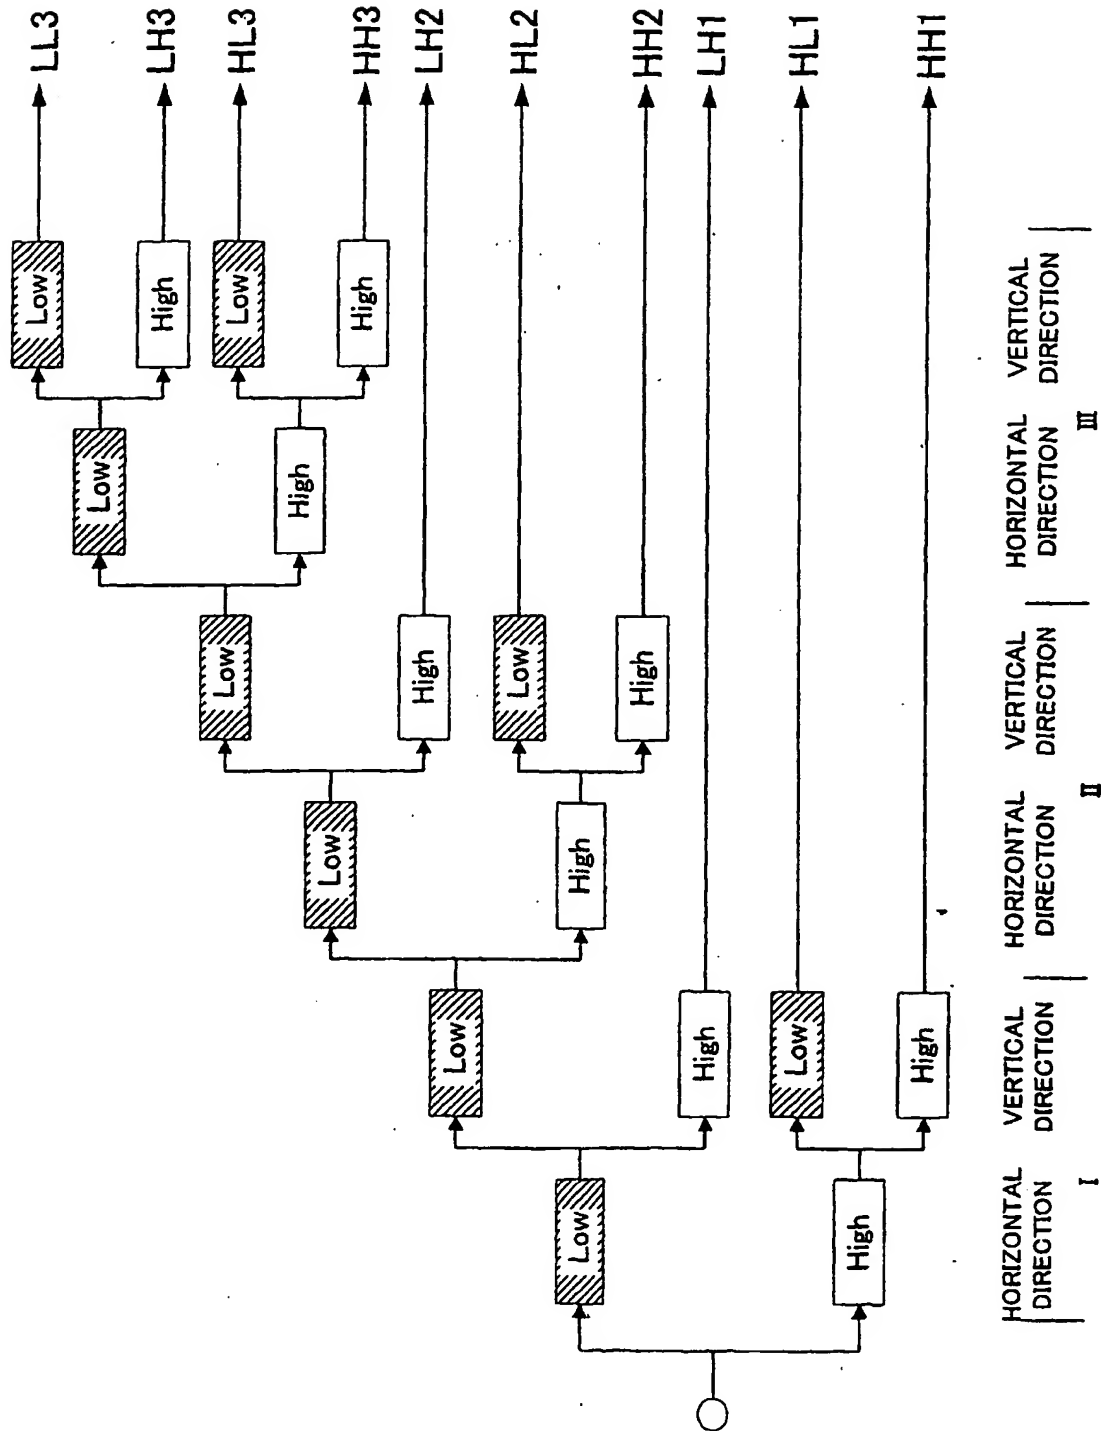 LL3
LH3
HL3
HH3
LH2
HL2
HH2
LH1
HL1
HH1
Low
High
Low
High
Low
High
Low
High
Low
High
Low
High
Low
High
Low
High
Low
High
HORIZONTAL
DIRECTION
VERTICAL
DIRECTION
I
HORIZONTAL
DIRECTION
VERTICAL
DIRECTION
II
HORIZONTAL
DIRECTION
VERTICAL
DIRECTION
III